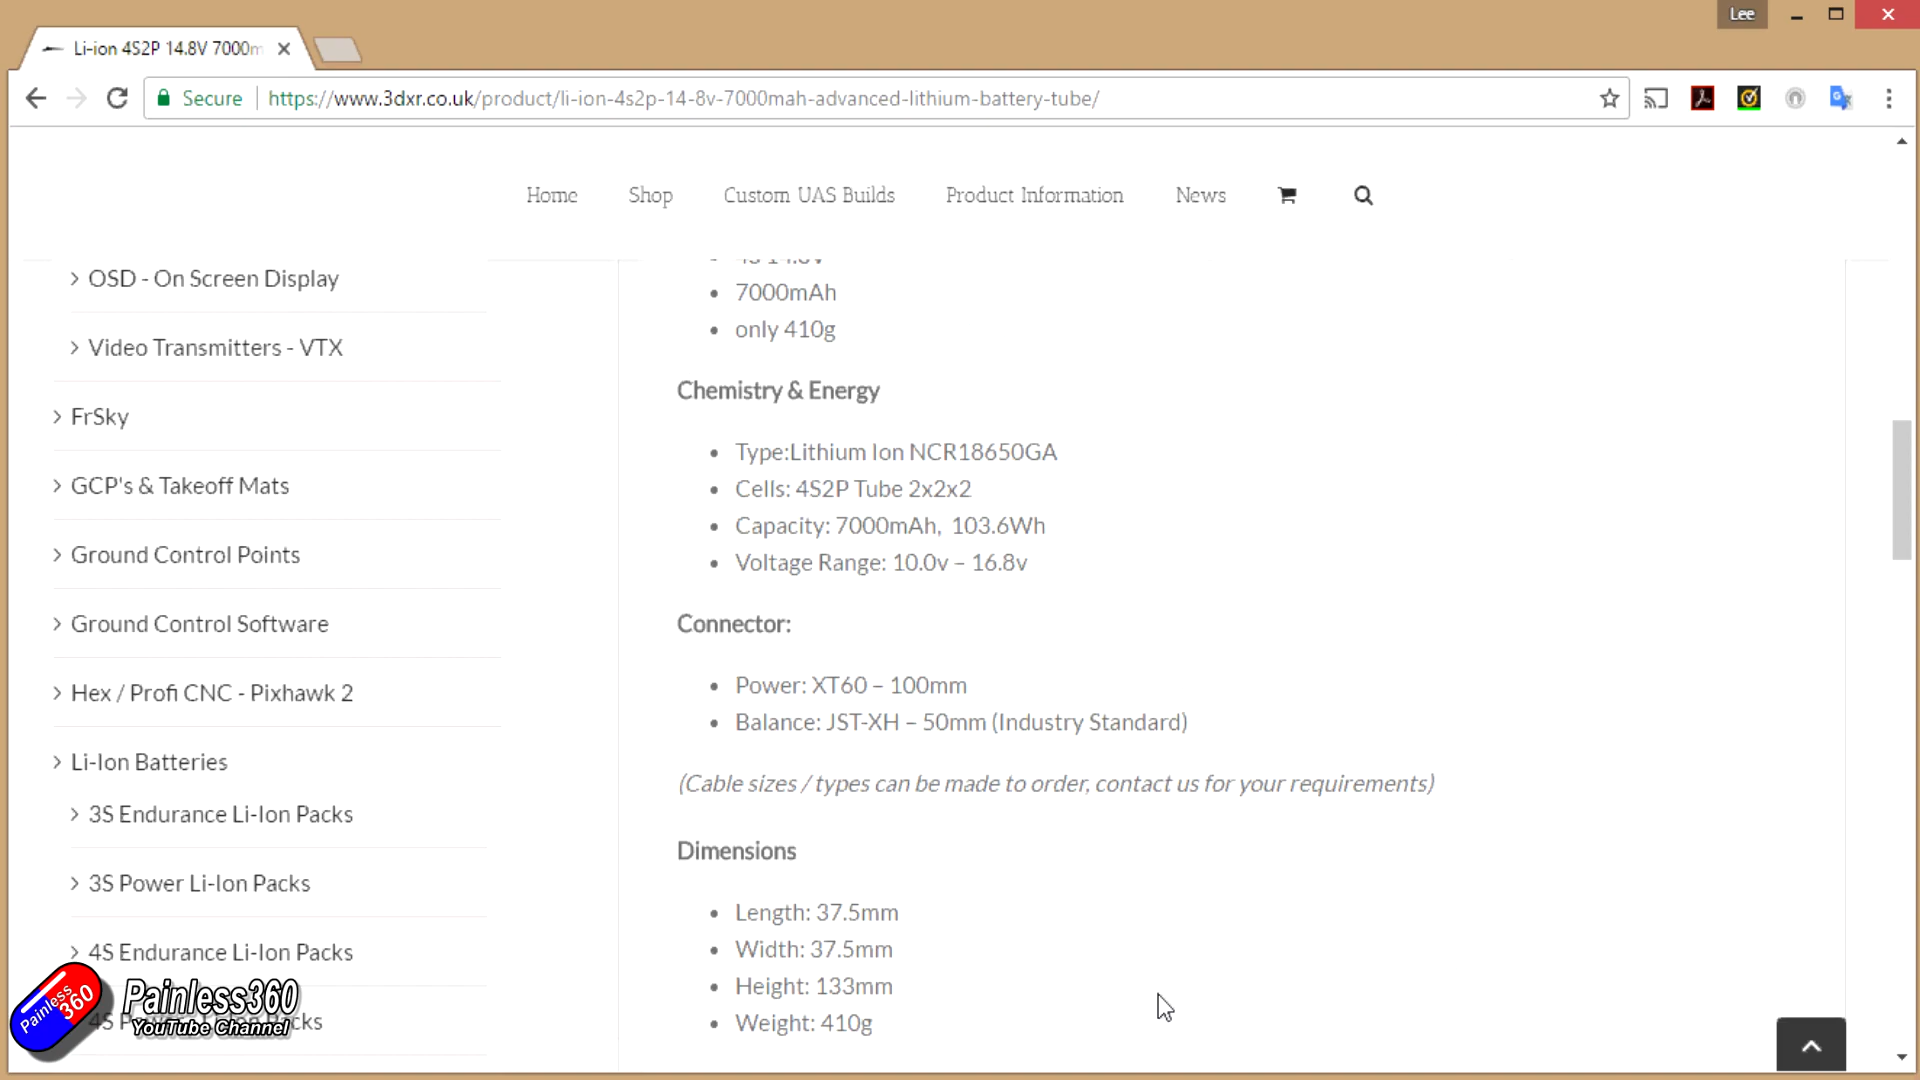 Lee
Li-ion 4S2P 14.8V 7000m
Secure
https://www.3dxr.co.uk/product/li-ion-4s2p-14-8v-7000mah-advanced-lithium-battery-tube/
Home Shop Custom UAS Builds Product Information News
OSD - On Screen Display
Video Transmitters - VTX
FrSky
GCP's & Takeoff Mats
Ground Control Points
Ground Control Software
Hex / Profi CNC - Pixhawk 2
Li-Ion Batteries
3S Endurance Li-Ion Packs
3S Power Li-Ion Packs
4S Endurance Li-Ion Packs
4S P
cks
7000mAh
only 410g
Chemistry & Energy
Type:Lithium Ion NCR18650GA
Cells: 4S2P Tube 2x2x2
Capacity: 7000mAh, 103.6Wh
Voltage Range: 10.0v – 16.8v
Connector:
Power: XT60 – 100mm
Balance: JST-XH – 50mm (Industry Standard)
(Cable sizes / types can be made to order, contact us for your requirements)
Dimensions
Length: 37.5mm
Width: 37.5mm
Height: 133mm
Weight: 410g
Painless 360
Painless360
YouTube Channel